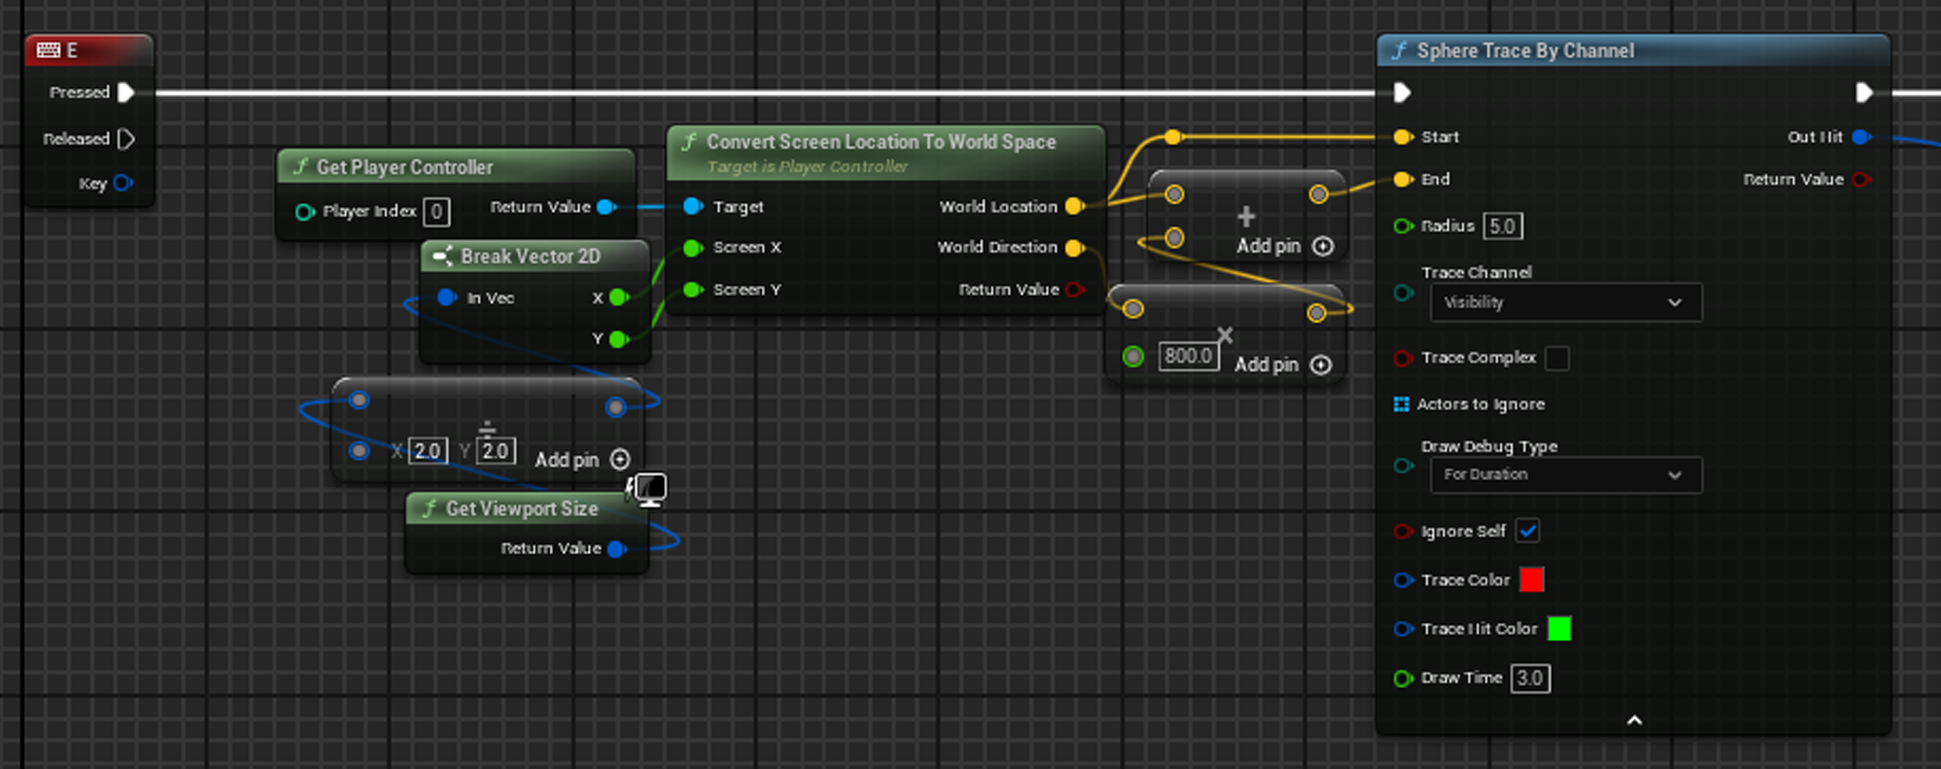 E
Pressed
Released
Key
Get Player Controller
Player Index 0 Return Value
Break Vector 2D
In Vec X
Y
X 2.0 Y 2.0 Add pin
Get Viewport Size
Return Value
Convert Screen Location To World Space
Target is Player Controller
Target World Location
Screen X World Direction
Screen Y Return Value
+
Add pin
×
800.0 Add pin
Sphere Trace By Channel
Start Out Hit
End Return Value
Radius 5.0
Trace Channel
Visibility
Trace Complex
Actors to Ignore
Draw Debug Type
For Duration
Ignore Self
Trace Color
Trace Hit Color
Draw Time 3.0